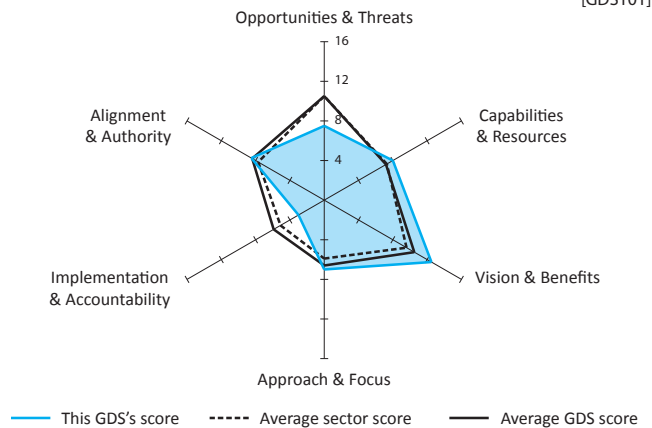 Opportunities & Threats
16
12
8
4
Alignment
& Authority
Capabilities
& Resources
Implementation
& Accountability
Vision & Benefits
Approach & Focus
This GDS's score
Average sector score
Average GDS score